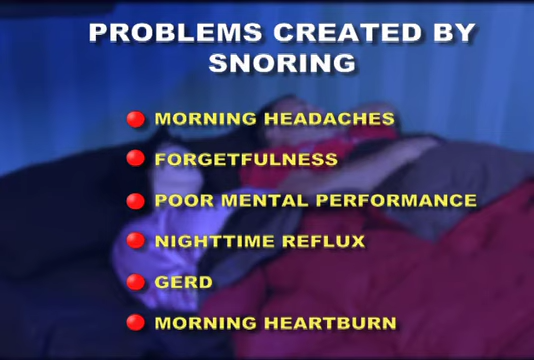 PROBLEMS CREATED BY
SNORING
MORNING HEADACHES
FORGETFULNESS
POOR MENTAL PERFORMANCE
NIGHTTIME REFLUX
GERD
MORNING HEARTBURN